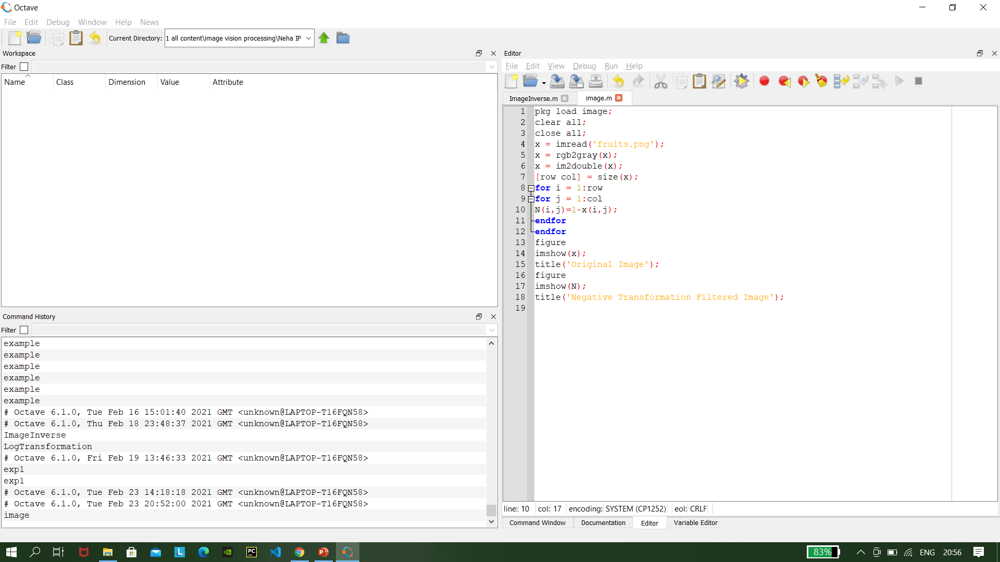 Octave
File Edit Debug Window Help News
Current Directory: 1 all content\image vision processing\Neha IP
Workspace
Filter
Name Class Dimension Value Attribute
Command History
Filter
example
example
example
example
example
example
# Octave 6.1.0, Tue Feb 16 15:01:40 2021 GMT <unknown@LAPTOP-T16FQN58>
# Octave 6.1.0, Thu Feb 18 23:48:37 2021 GMT <unknown@LAPTOP-T16FQN58>
ImageInverse
LogTransformation
# Octave 6.1.0, Fri Feb 19 13:46:33 2021 GMT <unknown@LAPTOP-T16FQN58>
exp1
exp1
# Octave 6.1.0, Tue Feb 23 14:18:18 2021 GMT <unknown@LAPTOP-T16FQN58>
# Octave 6.1.0, Tue Feb 23 20:52:00 2021 GMT <unknown@LAPTOP-T16FQN58>
image
Editor
File Edit View Debug Run Help
ImageInverse.m image.m
1 pkg load image;
2 clear all;
3 close all;
4 x = imread('fruits.png');
5 x = rgb2gray(x);
6 x = im2double(x);
7 [row col] = size(x);
8 for i = 1:row
9 for j = 1:col
10 N(i,j)=1-x(i,j);
11 endfor
12 endfor
13 figure
14 imshow(x);
15 title('Original Image');
16 figure
17 imshow(N);
18 title('Negative Transformation Filtered Image');
19
line: 10 col: 17 encoding: SYSTEM (CP1252) eol: CRLF
Command Window Documentation Editor Variable Editor
L PC P 83% ENG 20:56